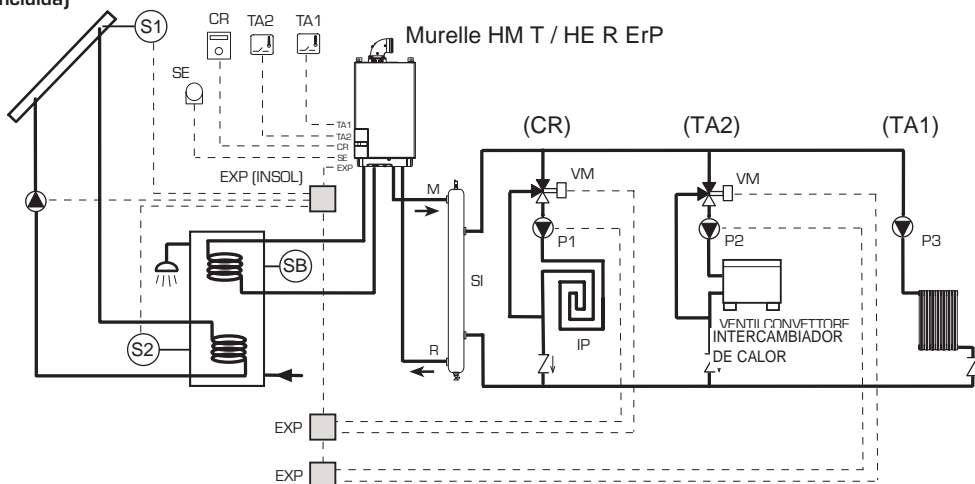 incluida)
S1
CR
TA2
TA1
Murelle HM T / HE R ErP
SE
TA1
TA2
CR
SE
EXP
EXP (INSOL)
(CR)
(TA2)
(TA1)
M
VM
VM
P1
P2
P3
SB
SI
S2
R
IP
VENTILCONVETTORE
INTERCAMBIADOR
DE CALOR
EXP
EXP